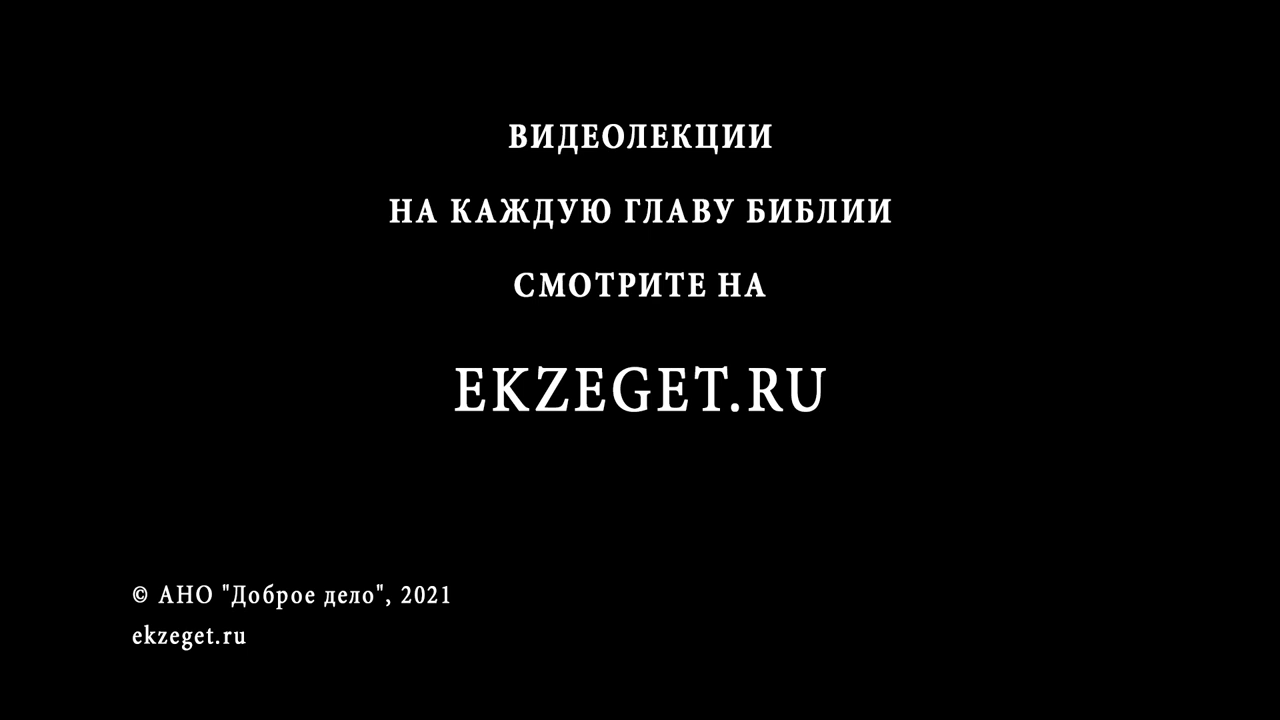 ВИДЕОЛЕКЦИИ
НА КАЖДУЮ ГЛАВУ БИБЛИИ
СМОТРИТЕ НА
EKZEGET.RU
© АНО "Доброе дело", 2021
ekzeget.ru